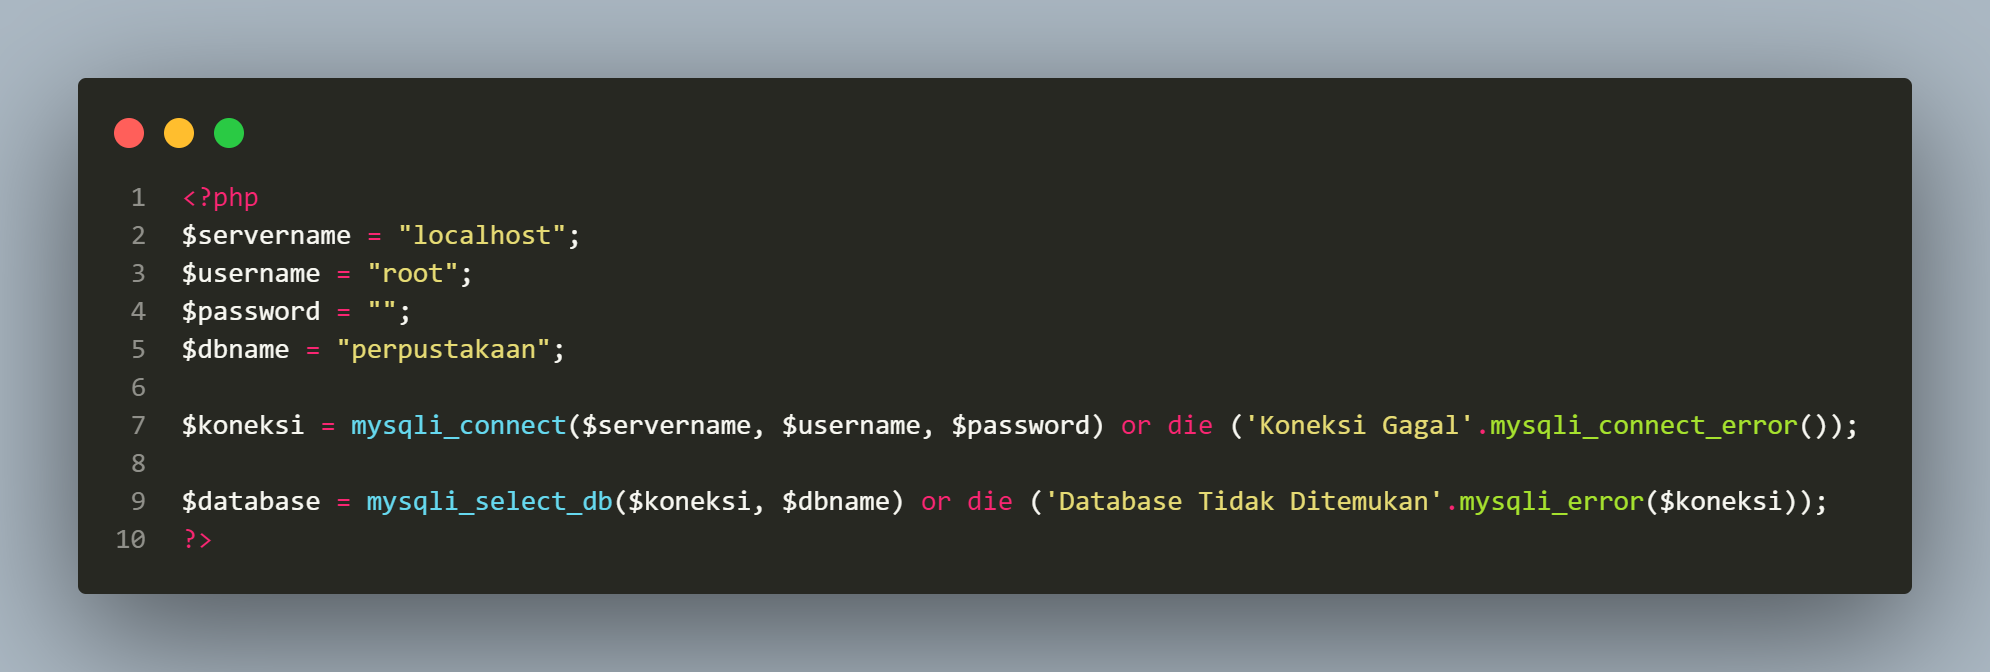 1 <?php
2 $servername = "localhost";
3 $username = "root";
4 $password = "";
5 $dbname = "perpustakaan";
6
7 $koneksi = mysqli_connect($servername, $username, $password) or die ('Koneksi Gagal'.mysqli_connect_error());
8
9 $database = mysqli_select_db($koneksi, $dbname) or die ('Database Tidak Ditemukan'.mysqli_error($koneksi));
10 ?>